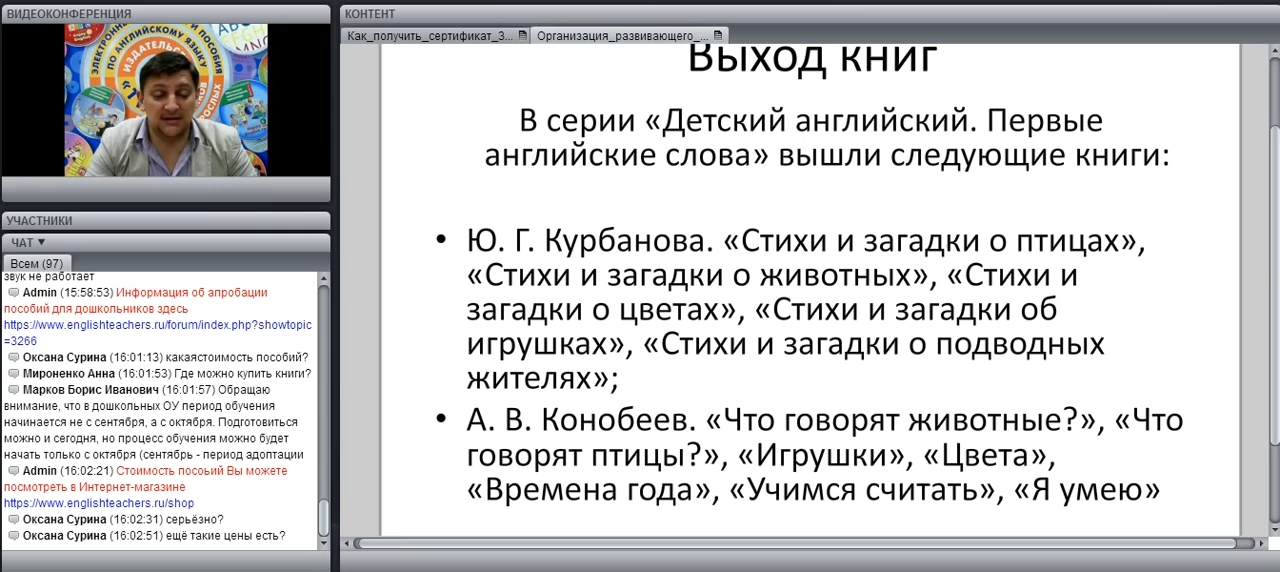 ВИДЕОКОНФЕРЕНЦИЯ
ЭЛЕКТРОННЫЕ
ПОСОБИЯ
ПО АНГЛИЙСКОМУ ЯЗЫКУ
УЧАСТНИКИ
ЧАТ
Всем (97)
звук не работает
Admin (15:58:53) Информация об апробации
пособий для дошкольников здесь
https://www.englishteachers.ru/forum/index.php?showtopic
=3266
Оксана Сурина (16:01:13) какаястоимость пособий?
Мироненко Анна (16:01:53) Где можно купить книги?
Марков Борис Иванович (16:01:57) Обращаю
внимание, что в дошкольных ОУ период обучения
начинается не с сентября, а с октября. Подготовиться
можно и сегодня, но процесс обучения можно будет
начать только с октября (сентябрь - период адоптации
Admin (16:02:21) Стоимость посоьий Вы можете
посмотреть в Интернет-магазине
https://www.englishteachers.ru/shop
Оксана Сурина (16:02:31) серьёзно?
Оксана Сурина (16:02:51) ещё такие цены есть?
КОНТЕНТ
Как_получить_сертификат_3...
Организация_развивающего_...
Выход книг
В серии «Детский английский. Первые
английские слова» вышли следующие книги:
• Ю. Г. Курбанова. «Стихи и загадки о птицах»,
«Стихи и загадки о животных», «Стихи и
загадки о цветах», «Стихи и загадки об
игрушках», «Стихи и загадки о подводных
жителях»;
• А. В. Конобеев. «Что говорят животные?», «Что
говорят птицы?», «Игрушки», «Цвета»,
«Времена года», «Учимся считать», «Я умею»